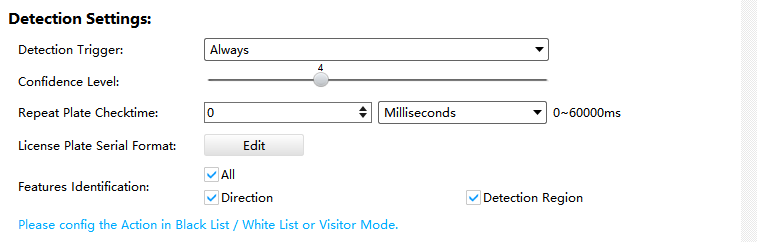 Detection Settings:
Detection Trigger: Always
4
Confidence Level:
Repeat Plate Checktime: 0 Milliseconds 0~60000ms
License Plate Serial Format: Edit
All
Features Identification:
Direction Detection Region
Please config the Action in Black List / White List or Visitor Mode.